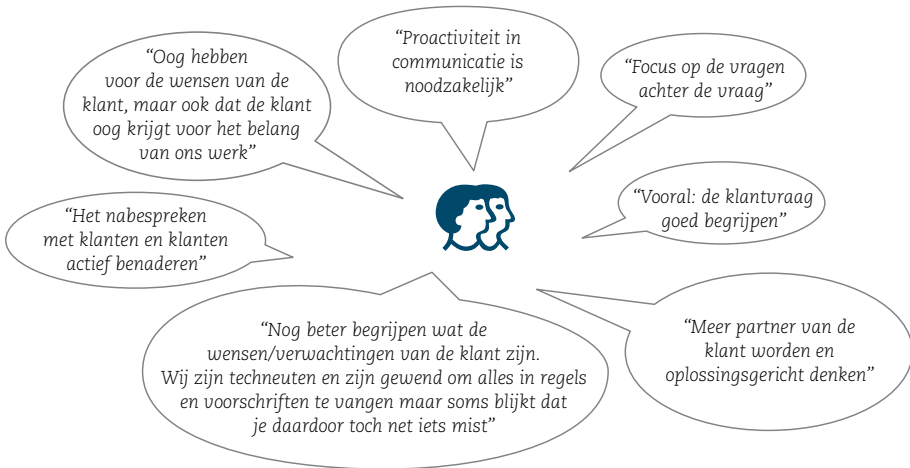 “Proactiviteit in
communicatie is
noodzakelijk”
“Oog hebben
voor de wensen van de
klant, maar ook dat de klant
oog krijgt voor het belang
van ons werk”
“Focus op de vragen
achter de vraag”
“Vooral: de klantvraag
goed begrijpen”
“Het nabespreken
met klanten en klanten
actief benaderen”
“Nog beter begrijpen wat de
wensen/verwachtingen van de klant zijn.
Wij zijn techneuten en zijn gewend om alles in regels
en voorschriften te vangen maar soms blijkt dat
je daardoor toch net iets mist”
“Meer partner van de
klant worden en
oplossingsgericht denken”